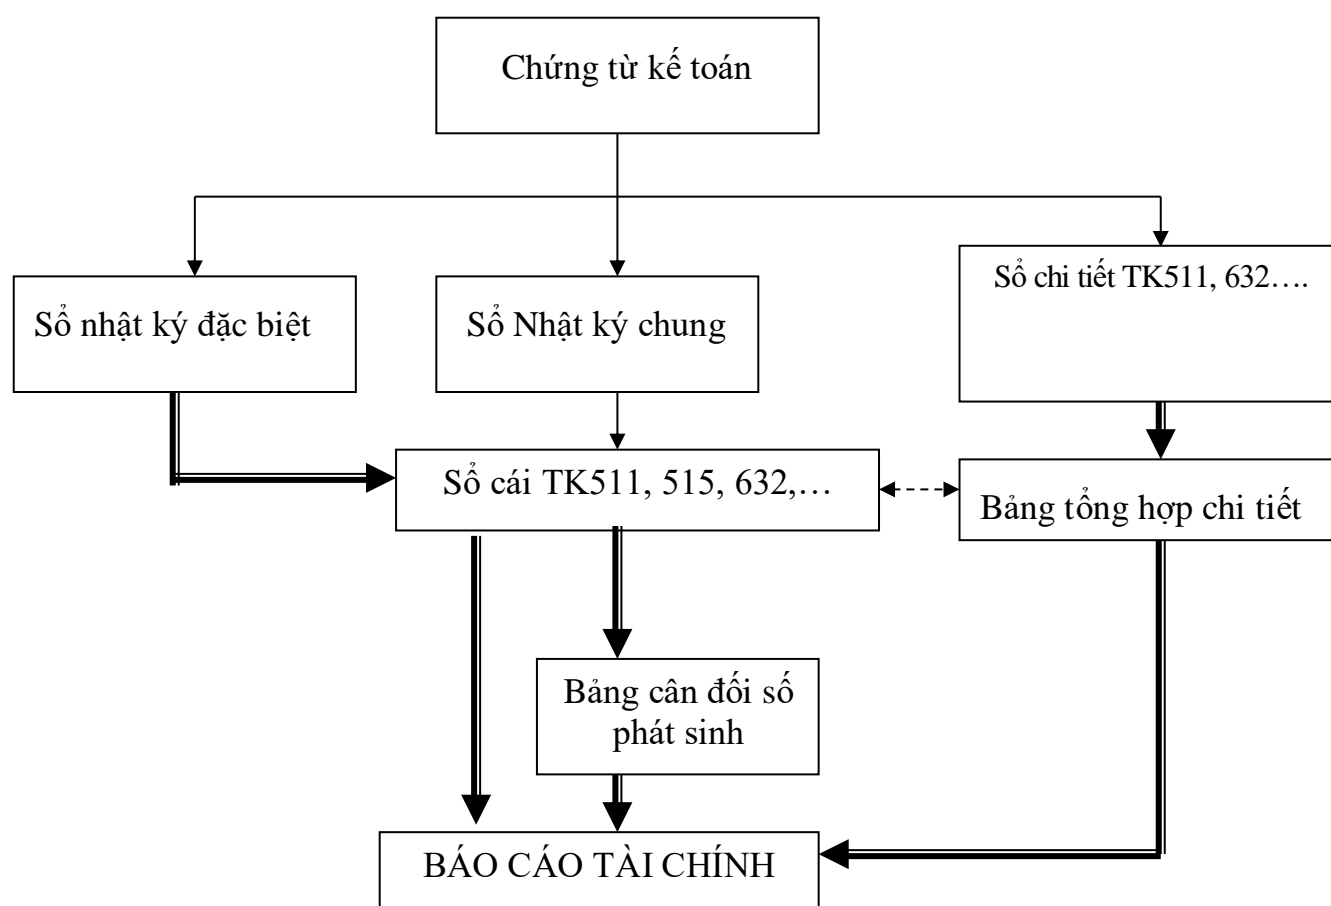 Chứng từ kế toán
Sổ nhật ký đặc biệt
Sổ Nhật ký chung
Sổ chi tiết TK511, 632….
Sổ cái TK511, 515, 632,…
Bảng tổng hợp chi tiết
Bảng cân đối số
phát sinh
BÁO CÁO TÀI CHÍNH